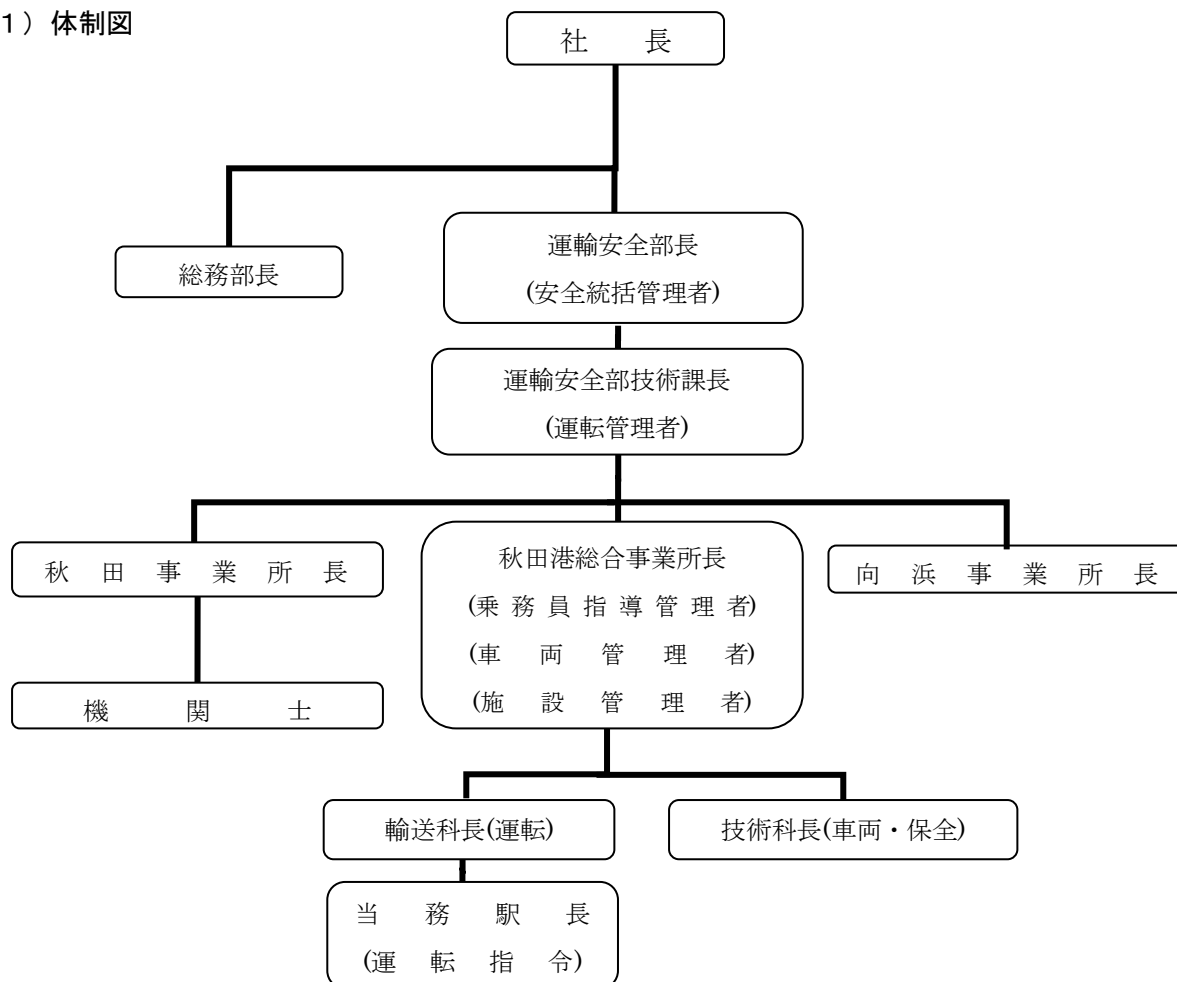 １）体制図
社長
総務部長
運輸安全部長
(安全統括管理者)
運輸安全部技術課長
(運転管理者)
秋田事業所長
秋田港総合事業所長
(乗務員指導管理者)
(車両管理者)
(施設管理者)
向浜事業所長
機関士
輸送科長(運転)
技術科長(車両・保全)
当務駅長
(運転指令)